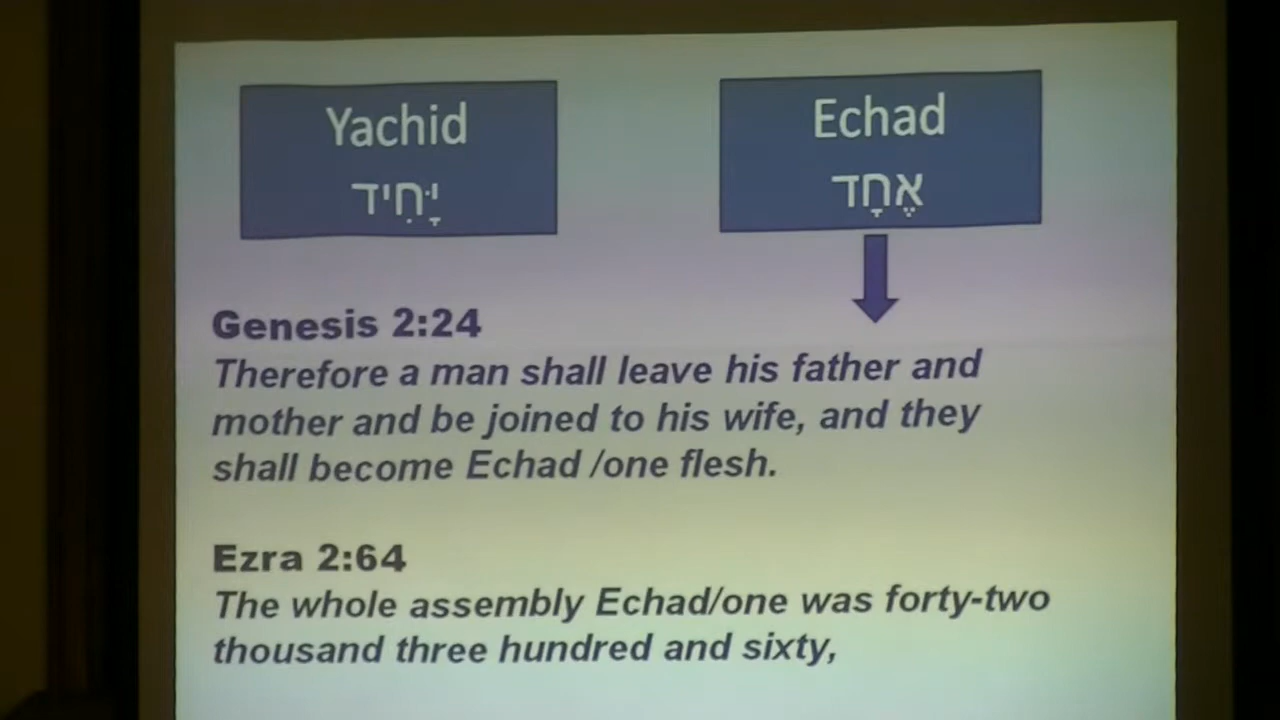 Yachid
יָּחִיד
Echad
אֶחָד
Genesis 2:24
Therefore a man shall leave his father and
mother and be joined to his wife, and they
shall become Echad /one flesh.
Ezra 2:64
The whole assembly Echad/one was forty-two
thousand three hundred and sixty,